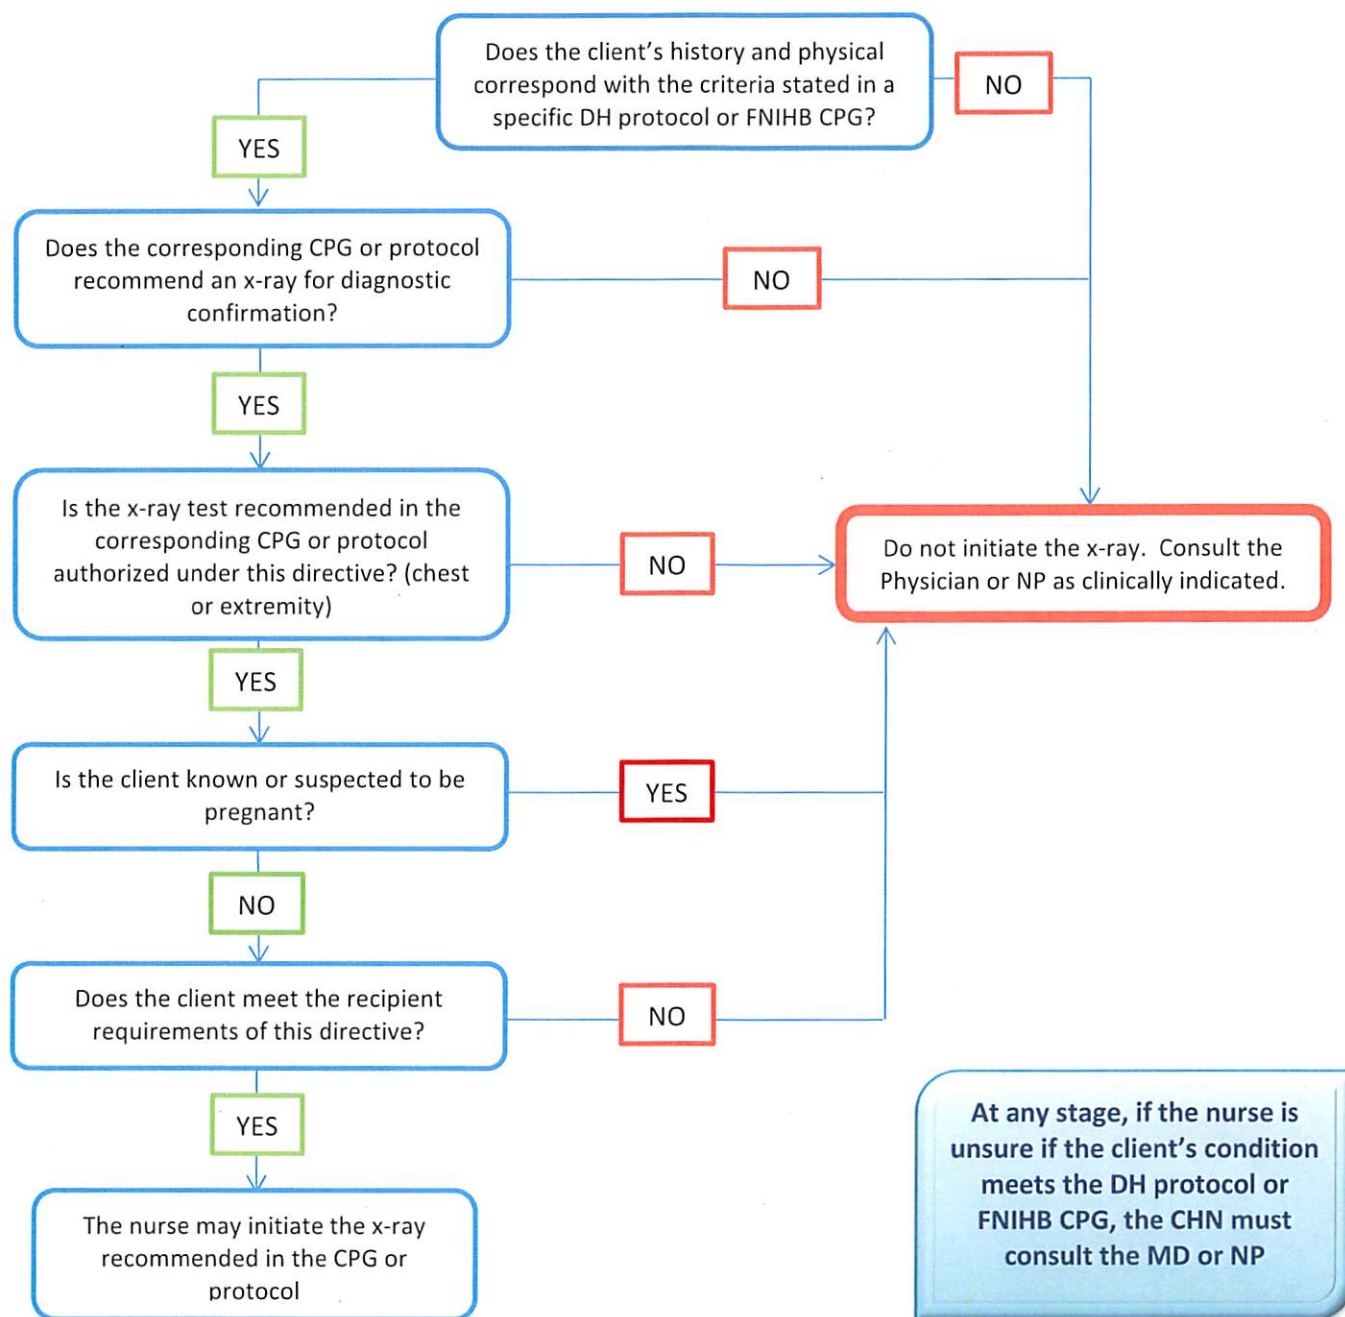 Does the client’s history and physical
correspond with the criteria stated in a
specific DH protocol or FNIHB CPG?
NO
YES
Does the corresponding CPG or protocol
recommend an x-ray for diagnostic
confirmation?
NO
YES
Is the x-ray test recommended in the
corresponding CPG or protocol
authorized under this directive? (chest
or extremity)
NO
Do not initiate the x-ray.  Consult the
Physician or NP as clinically indicated.
YES
Is the client known or suspected to be
pregnant?
YES
NO
Does the client meet the recipient
requirements of this directive?
NO
YES
The nurse may initiate the x-ray
recommended in the CPG or
protocol
At any stage, if the nurse is
unsure if the client’s condition
meets the DH protocol or
FNIHB CPG, the CHN must
consult the MD or NP